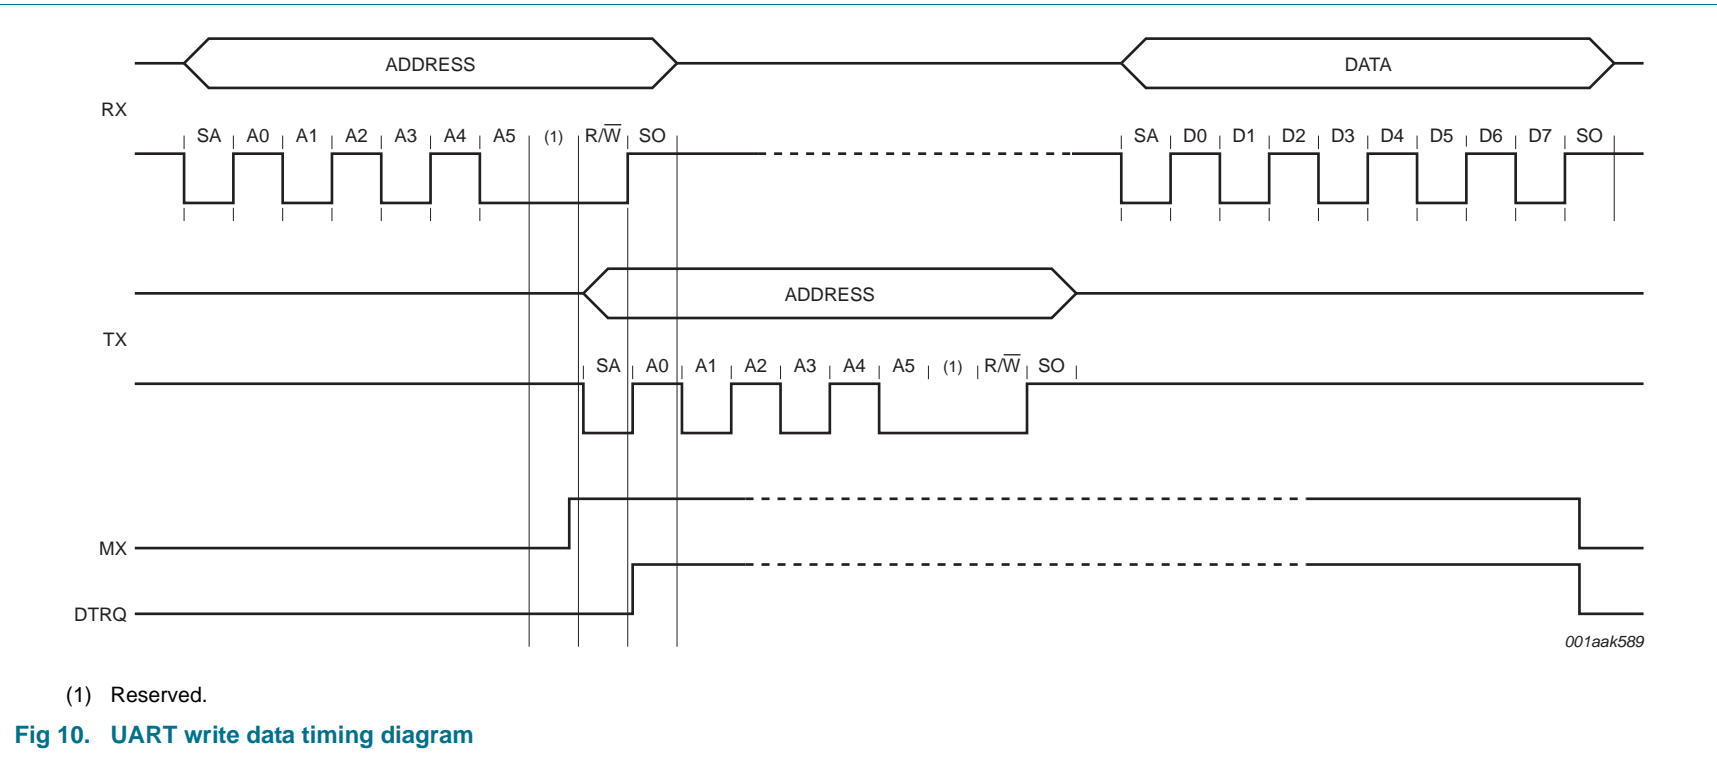 ADDRESS DATA
RX
SA A0 A1 A2 A3 A4 A5 (1) R/W̅ SO SA D0 D1 D2 D3 D4 D5 D6 D7 SO
ADDRESS
TX
SA A0 A1 A2 A3 A4 A5 (1) R/W̅ SO
MX
DTRQ
001aak589
(1) Reserved.
Fig 10. UART write data timing diagram